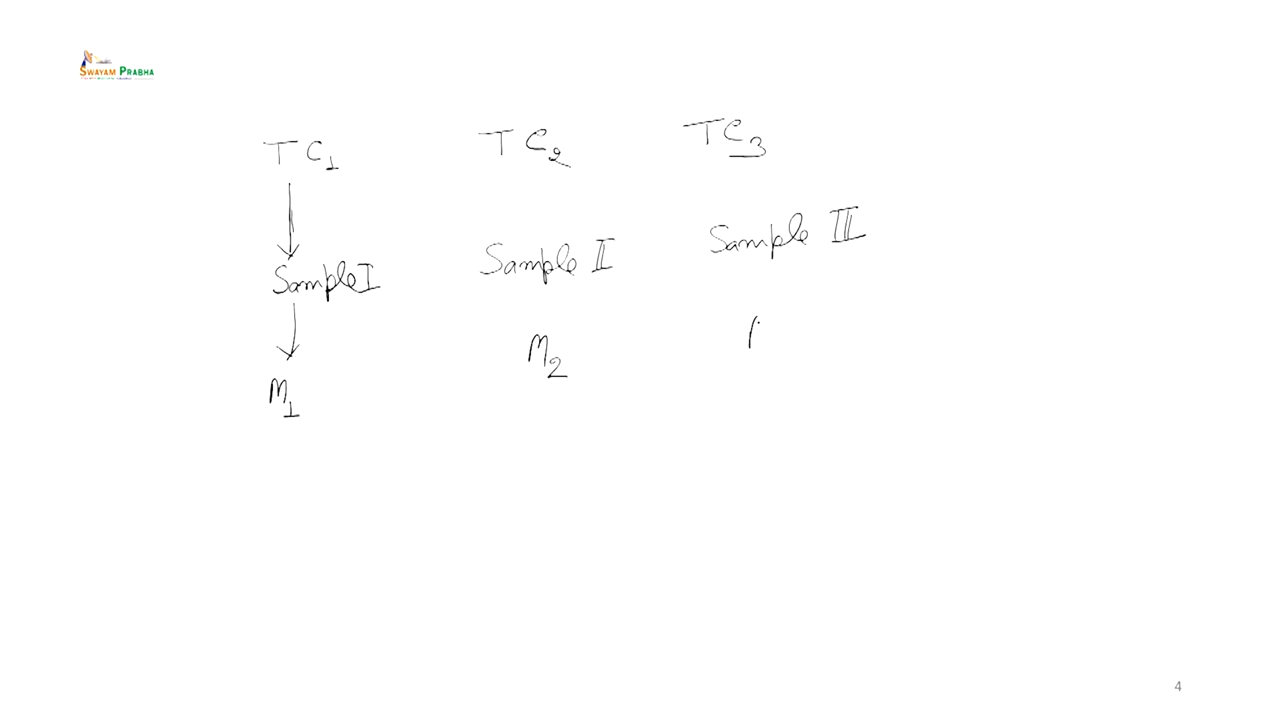 SWAYAM PRABHA
TC₁ TC₂ TC₃
Sample I Sample II Sample III
M₁ M₂
4